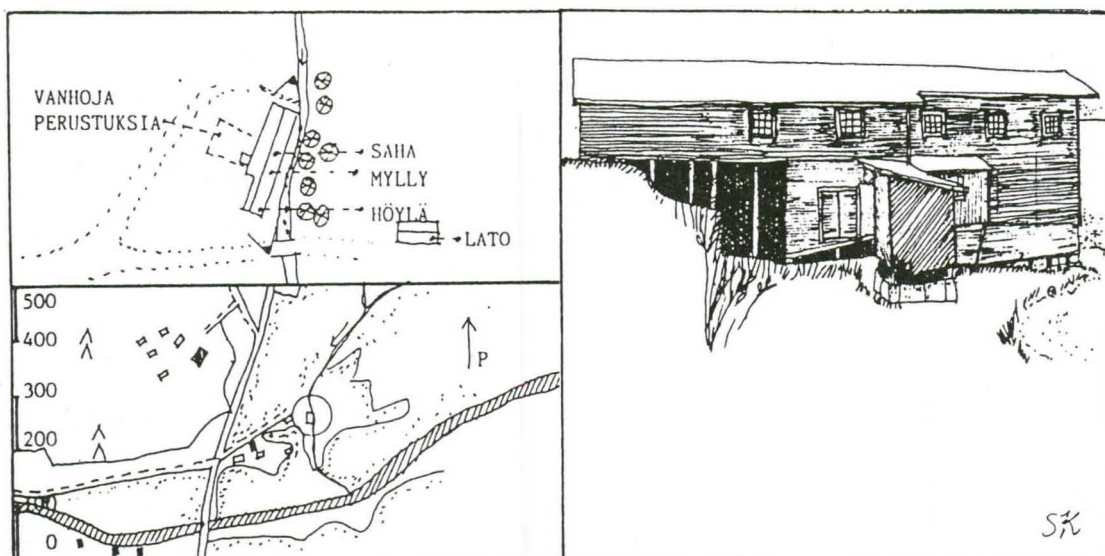 VANHOJA
PERUSTUKSIA
SAHA
MYLLY
HÖYLÄ
LATO
500
400
300
200
0
P
SK